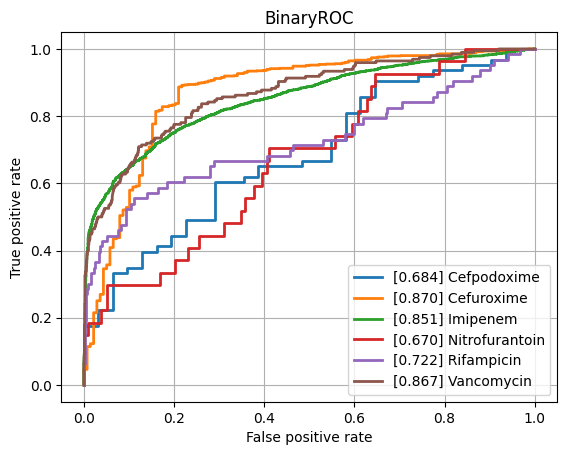 BinaryROC
True positive rate
1.0
0.8
0.6
0.4
0.2
0.0
[0.684] Cefpodoxime
[0.870] Cefuroxime
[0.851] Imipenem
[0.670] Nitrofurantoin
[0.722] Rifampicin
[0.867] Vancomycin
0.0 0.2 0.4 0.6 0.8 1.0
False positive rate